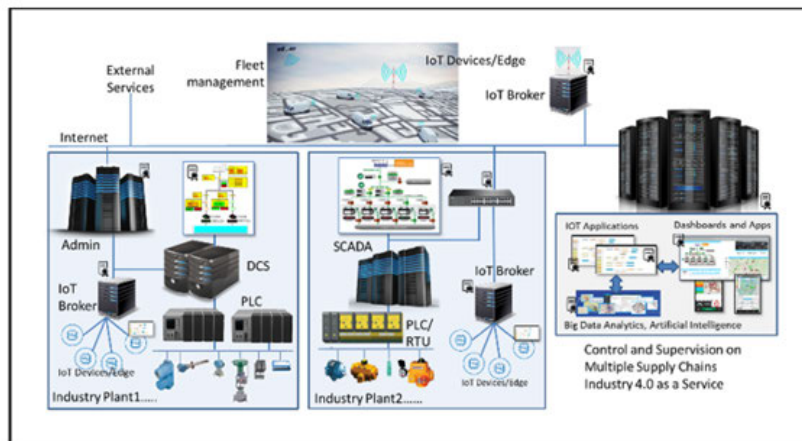 External
Services
Fleet
management
IoT Devices/Edge
IoT Broker
Internet
Admin
DCS
IoT
Broker
PLC
IoT Devices/Edge
Industry Plant1.....
SCADA
IoT Broker
PLC/
RTU
IoT Devices/Edge
Industry Plant2......
IOT Applications
Dashboards and Apps
Big Data Analytics, Artificial Intelligence
Control and Supervision on
Multiple Supply Chains
Industry 4.0 as a Service